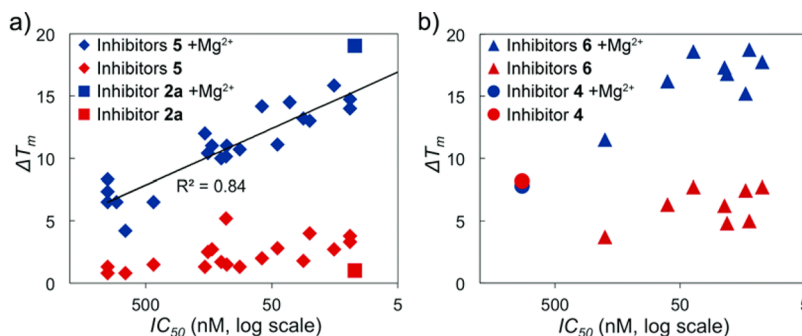 a)
20
15
10
5
0
ΔTm
Inhibitors 5 +Mg²⁺
Inhibitors 5
Inhibitor 2a +Mg²⁺
Inhibitor 2a
R² = 0.84
500
50
5
IC50 (nM, log scale)
b)
20
15
10
5
0
ΔTm
Inhibitors 6 +Mg²⁺
Inhibitors 6
Inhibitor 4 +Mg²⁺
Inhibitor 4
500
50
5
IC50 (nM, log scale)